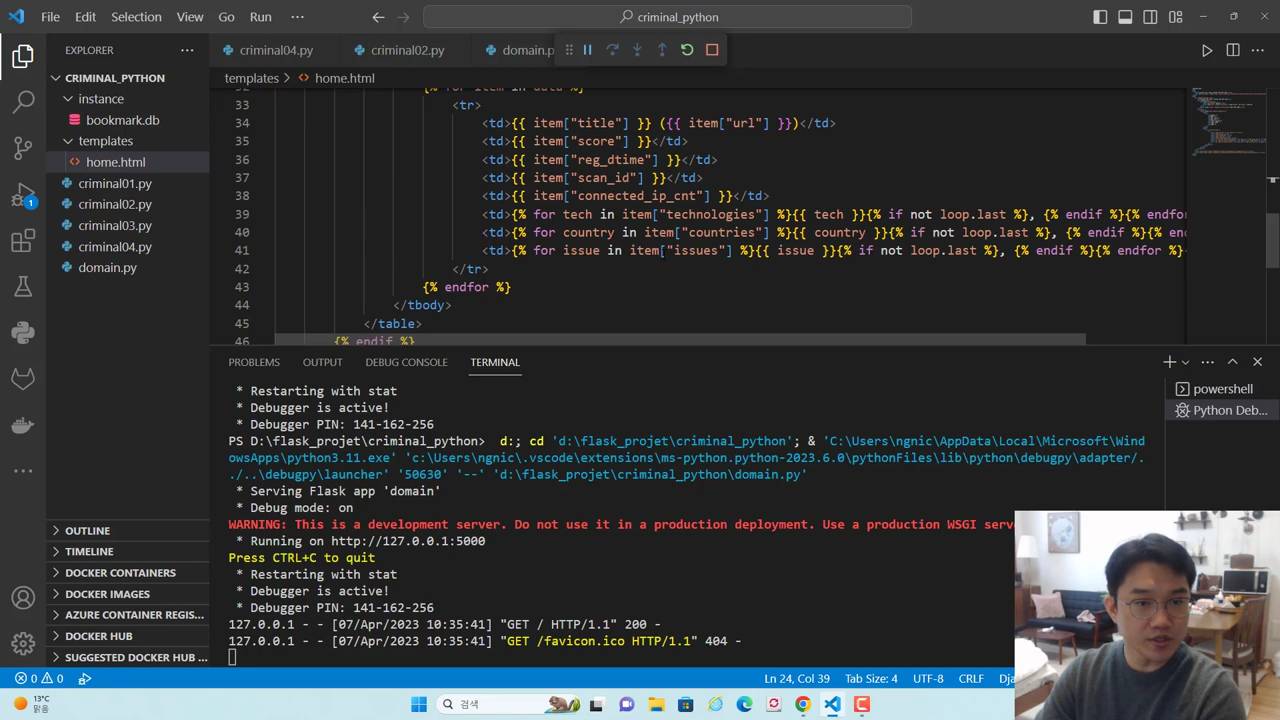 File Edit Selection View Go Run ··· criminal_python
EXPLORER ···
criminal04.py criminal02.py domain.p
CRIMINAL_PYTHON
instance
bookmark.db
templates
home.html
criminal01.py
criminal02.py
criminal03.py
criminal04.py
domain.py
OUTLINE
TIMELINE
DOCKER CONTAINERS
DOCKER IMAGES
AZURE CONTAINER REGIS...
DOCKER HUB
SUGGESTED DOCKER HUB ...
1
templates > home.html
32 {% for item in data %}
33 <tr>
34 <td>{{ item["title"] }} ({{ item["url"] }})</td>
35 <td>{{ item["score"] }}</td>
36 <td>{{ item["reg_dtime"] }}</td>
37 <td>{{ item["scan_id"] }}</td>
38 <td>{{ item["connected_ip_cnt"] }}</td>
39 <td>{% for tech in item["technologies"] %}{{ tech }}{% if not loop.last %}, {% endif %}{% endfor
40 <td>{% for country in item["countries"] %}{{ country }}{% if not loop.last %}, {% endif %}{% e
41 <td>{% for issue in item["issues"] %}{{ issue }}{% if not loop.last %}, {% endif %}{% endfor %}
42 </tr>
43 {% endfor %}
44 </tbody>
45 </table>
46 {% endif %}
PROBLEMS OUTPUT DEBUG CONSOLE TERMINAL
powershell
Python Deb...
* Restarting with stat
* Debugger is active!
* Debugger PIN: 141-162-256
PS D:\flask_projet\criminal_python> d:; cd 'd:\flask_projet\criminal_python'; & 'C:\Users\ngnic\AppData\Local\Microsoft\Wind
owsApps\python3.11.exe' 'c:\Users\ngnic\.vscode\extensions\ms-python.python-2023.6.0\pythonFiles\lib\python\debugpy\adapter/.
./..\debugpy\launcher' '50630' '--' 'd:\flask_projet\criminal_python\domain.py'
* Serving Flask app 'domain'
* Debug mode: on
WARNING: This is a development server. Do not use it in a production deployment. Use a production WSGI serve
* Running on http://127.0.0.1:5000
Press CTRL+C to quit
* Restarting with stat
* Debugger is active!
* Debugger PIN: 141-162-256
127.0.0.1 - - [07/Apr/2023 10:35:41] "GET / HTTP/1.1" 200 -
127.0.0.1 - - [07/Apr/2023 10:35:41] "GET /favicon.ico HTTP/1.1" 404 -
0 0 Ln 24, Col 39 Tab Size: 4 UTF-8 CRLF Dja
13°C
맑음
검색